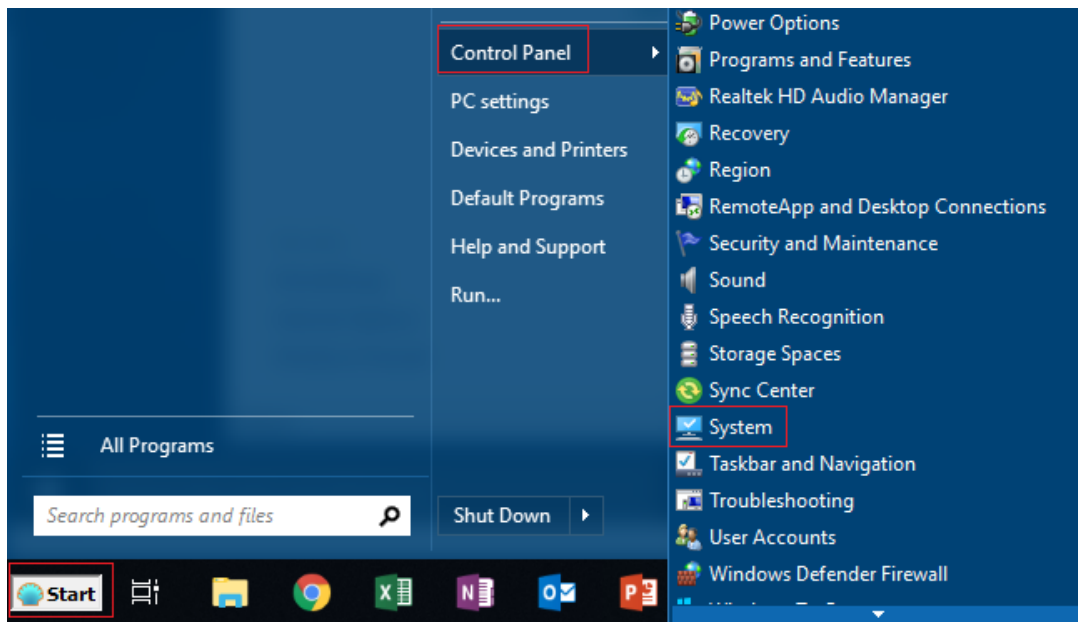 Control Panel
PC settings
Devices and Printers
Default Programs
Help and Support
Run...
All Programs
Search programs and files
Shut Down
Start
Power Options
Programs and Features
Realtek HD Audio Manager
Recovery
Region
RemoteApp and Desktop Connections
Security and Maintenance
Sound
Speech Recognition
Storage Spaces
Sync Center
System
Taskbar and Navigation
Troubleshooting
User Accounts
Windows Defender Firewall